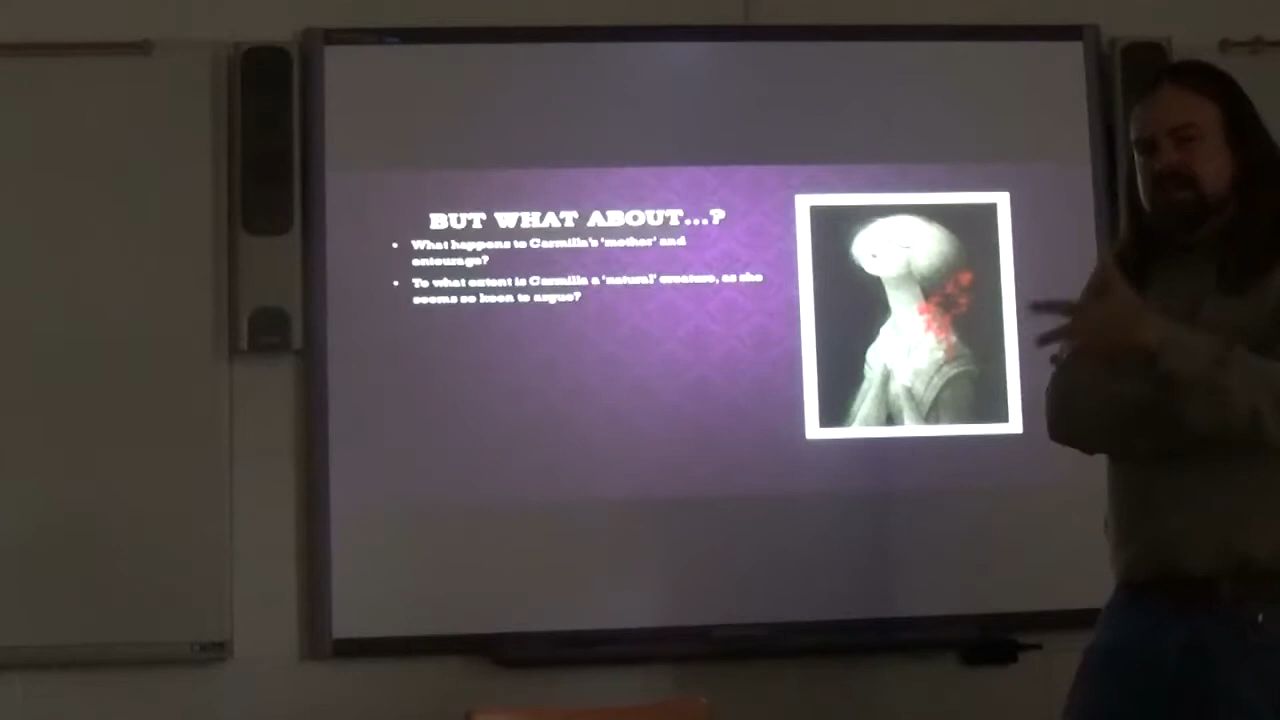 BUT WHAT ABOUT...?
• What happens to Carmilla's 'mother' and
entourage?
• To what extent is Carmilla a 'natural' creature, as she
seems so keen to argue?